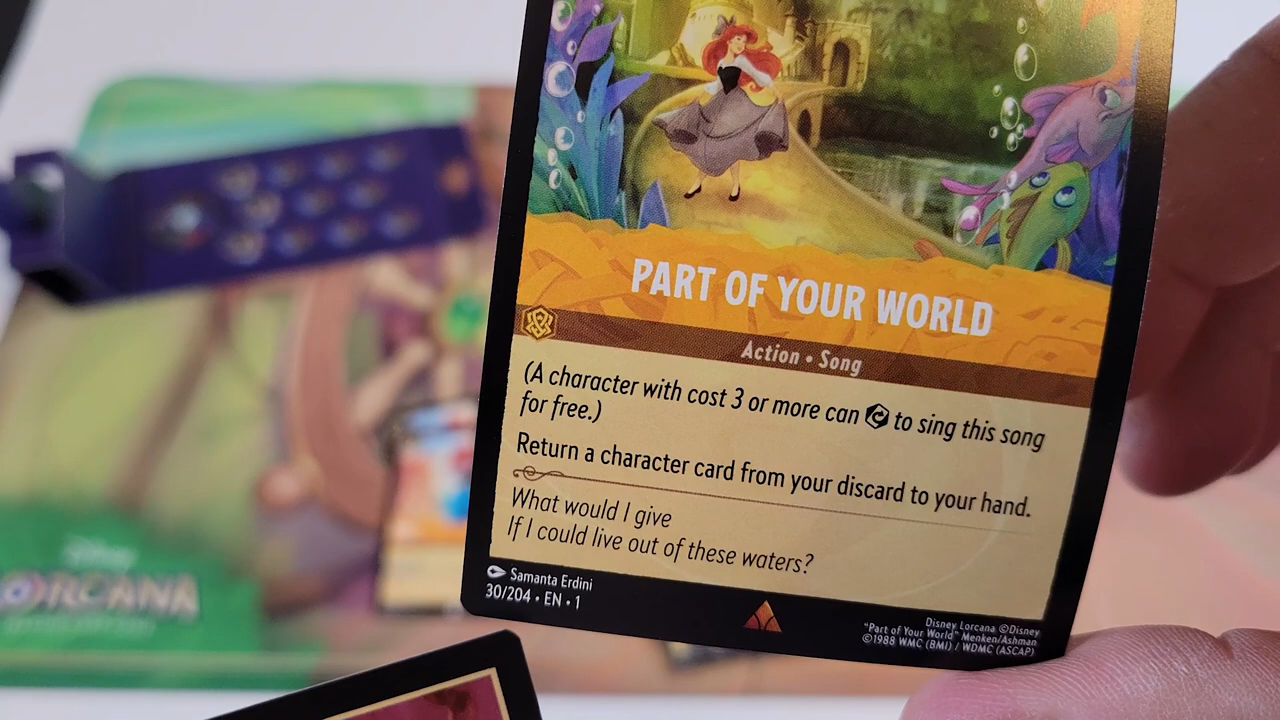 PART OF YOUR WORLD
Action • Song
(A character with cost 3 or more can to sing this song
for free.)
Return a character card from your discard to your hand.
What would I give
If I could live out of these waters?
Samanta Erdini
30/204 • EN • 1
Disney Lorcana ©Disney
"Part of Your World" Menken/Ashman
©1988 WMC (BMI) / WDMC (ASCAP)
DISNEY
LORCANA